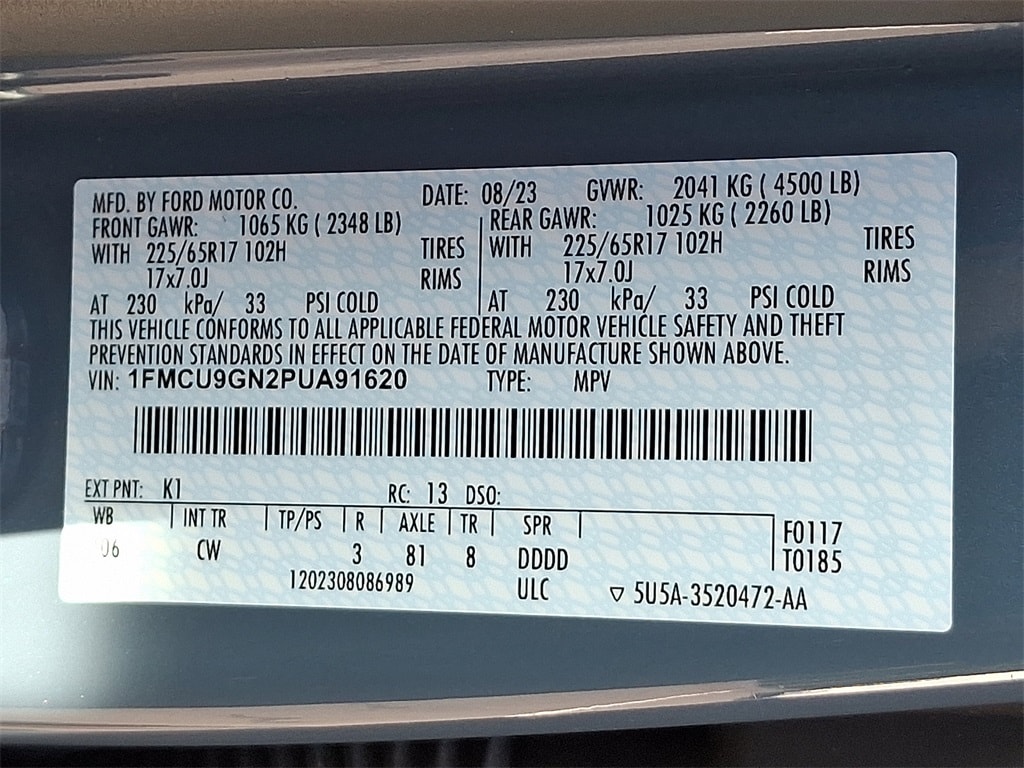 MFD. BY FORD MOTOR CO. DATE: 08/23 GVWR: 2041 KG ( 4500 LB)
FRONT GAWR: 1065 KG ( 2348 LB) REAR GAWR: 1025 KG ( 2260 LB)
WITH 225/65R17 102H TIRES WITH 225/65R17 102H TIRES
17x7.0J RIMS 17x7.0J RIMS
AT 230 kPa/ 33 PSI COLD AT 230 kPa/ 33 PSI COLD
THIS VEHICLE CONFORMS TO ALL APPLICABLE FEDERAL MOTOR VEHICLE SAFETY AND THEFT
PREVENTION STANDARDS IN EFFECT ON THE DATE OF MANUFACTURE SHOWN ABOVE.
VIN: 1FMCU9GN2PUA91620 TYPE: MPV
EXT PNT: K1 RC: 13 DSO:
WB INT TR TP/PS R AXLE TR SPR F0117
06 CW 3 81 8 DDDD T0185
1202308086989 ULC ▽ 5U5A-3520472-AA